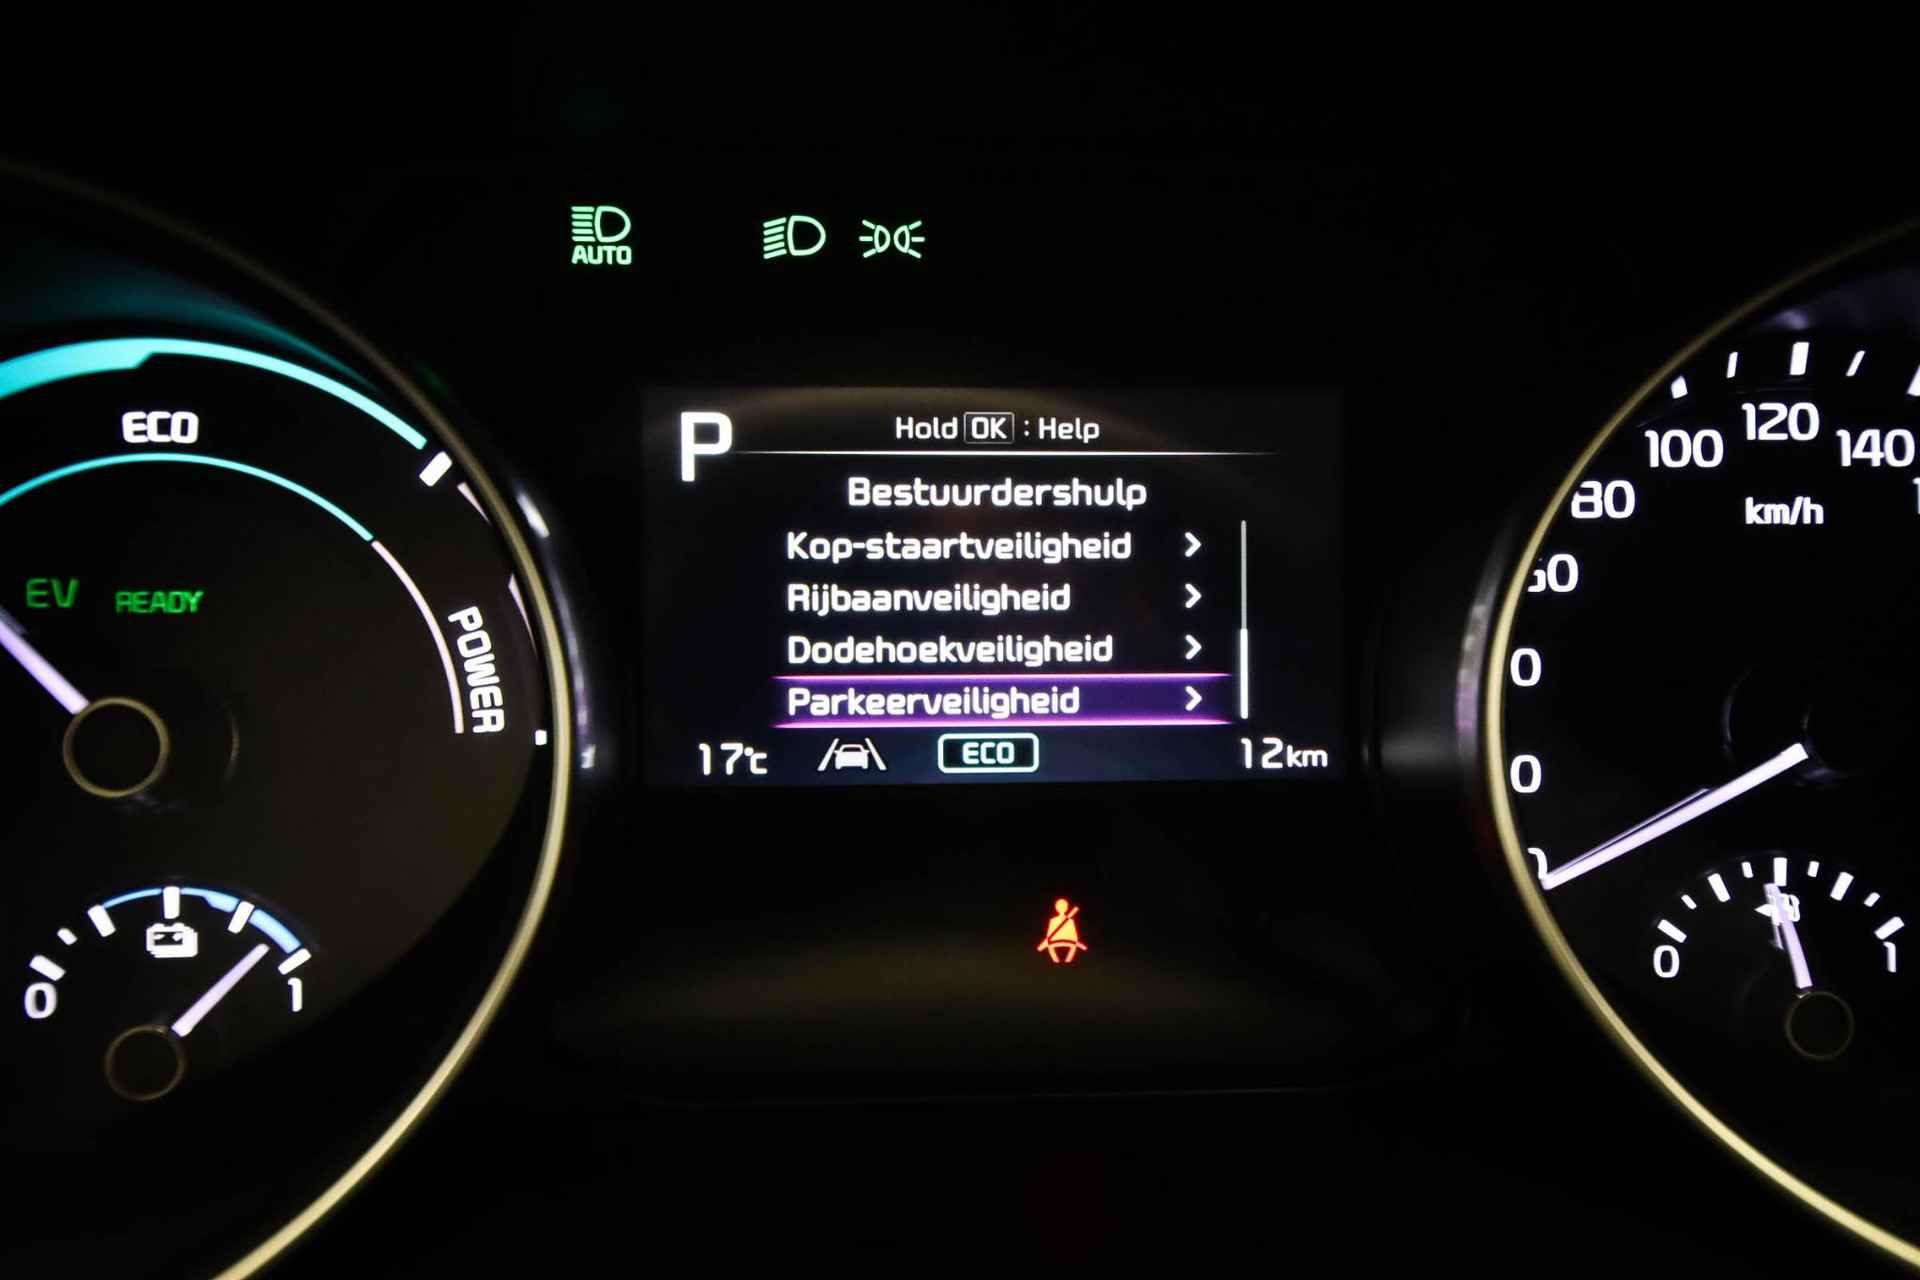 AUTO
ECO
EV READY
POWER
0
1
P
Hold OK : Help
Bestuurdershulp
Kop-staartveiligheid >
Rijbaanveiligheid >
Dodehoekveiligheid >
Parkeerveiligheid >
17°C
ECO
12km
80
100
120
140
km/h
0
0
0
1